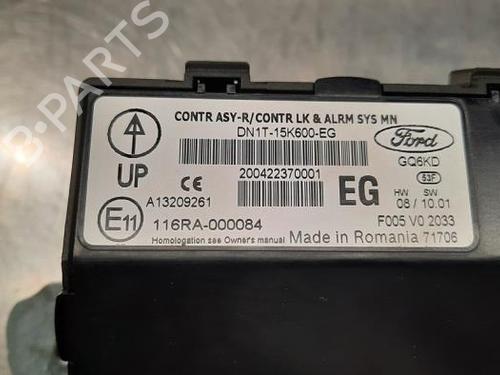 CONTR ASY-R/CONTR LK & ALRM SYS MN
DN1T-15K600-EG
Ford
GQ6KD
53F
UP
CE
200422370001
EG
HW SW
08 / 10.01
A13209261
E11
116RA-000084
F005 V0 2033
Homologation see Owner's manual
Made in Romania 71706
B-PARTS